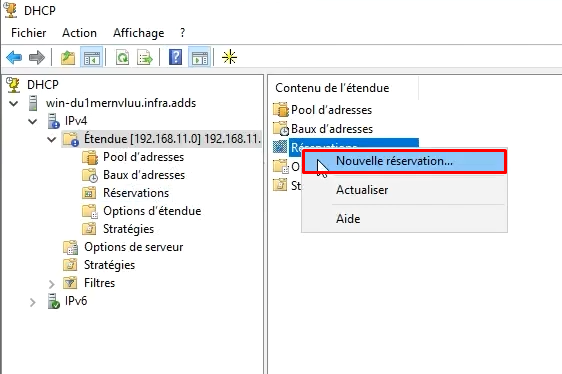 DHCP
Fichier Action Affichage ?
DHCP
win-du1mernvluu.infra.adds
IPv4
Étendue [192.168.11.0] 192.168.11.
Pool d'adresses
Baux d'adresses
Réservations
Options d'étendue
Stratégies
Options de serveur
Stratégies
Filtres
IPv6
Contenu de l'étendue
Pool d'adresses
Baux d'adresses
Réservations
O
St
Nouvelle réservation...
Actualiser
Aide